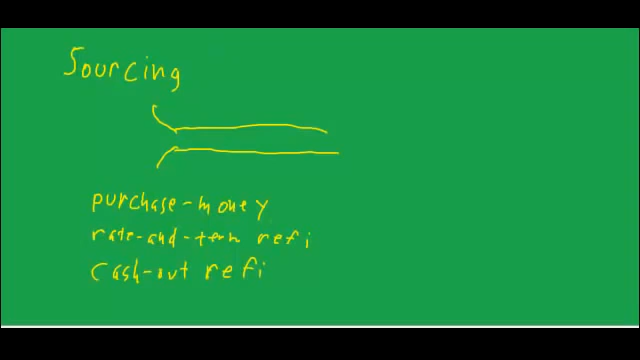 Sourcing
purchase-money
rate-and-term refi
cash-out refi